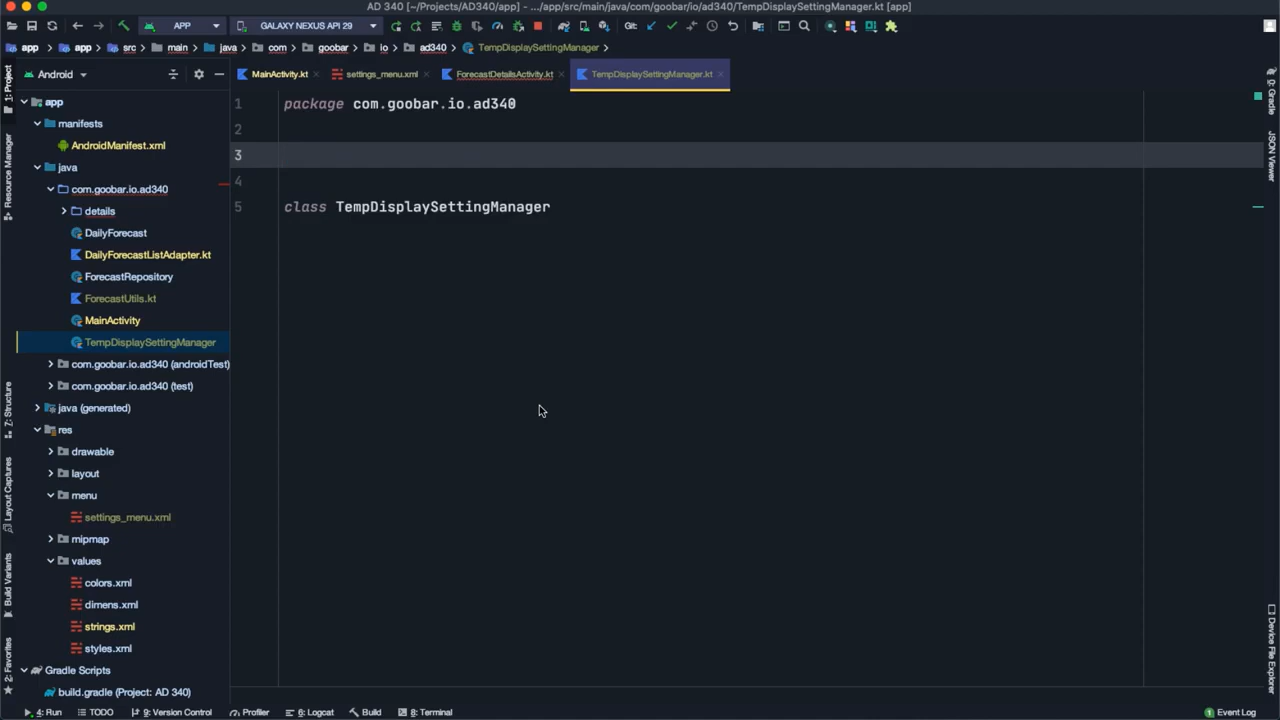 AD 340 [~/Projects/AD340/app] - .../app/src/main/java/com/goobar/io/ad340/TempDisplaySettingManager.kt [app]
APP
GALAXY NEXUS API 29
Git:
app
app
src
main
java
com
goobar
io
ad340
TempDisplaySettingManager
Android
MainActivity.kt
settings_menu.xml
ForecastDetailsActivity.kt
TempDisplaySettingManager.kt
1: Project
Resource Manager
7: Structure
Layout Captures
Build Variants
2: Favorites
app
manifests
AndroidManifest.xml
java
com.goobar.io.ad340
details
DailyForecast
DailyForecastListAdapter.kt
ForecastRepository
ForecastUtils.kt
MainActivity
TempDisplaySettingManager
com.goobar.io.ad340 (androidTest)
com.goobar.io.ad340 (test)
java (generated)
res
drawable
layout
menu
settings_menu.xml
mipmap
values
colors.xml
dimens.xml
strings.xml
styles.xml
Gradle Scripts
build.gradle (Project: AD 340)
1 package com.goobar.io.ad340
2
3
4
5 class TempDisplaySettingManager
Gradle
JSON Viewer
Device File Explorer
4: Run
TODO
9: Version Control
Profiler
6: Logcat
Build
8: Terminal
1 Event Log